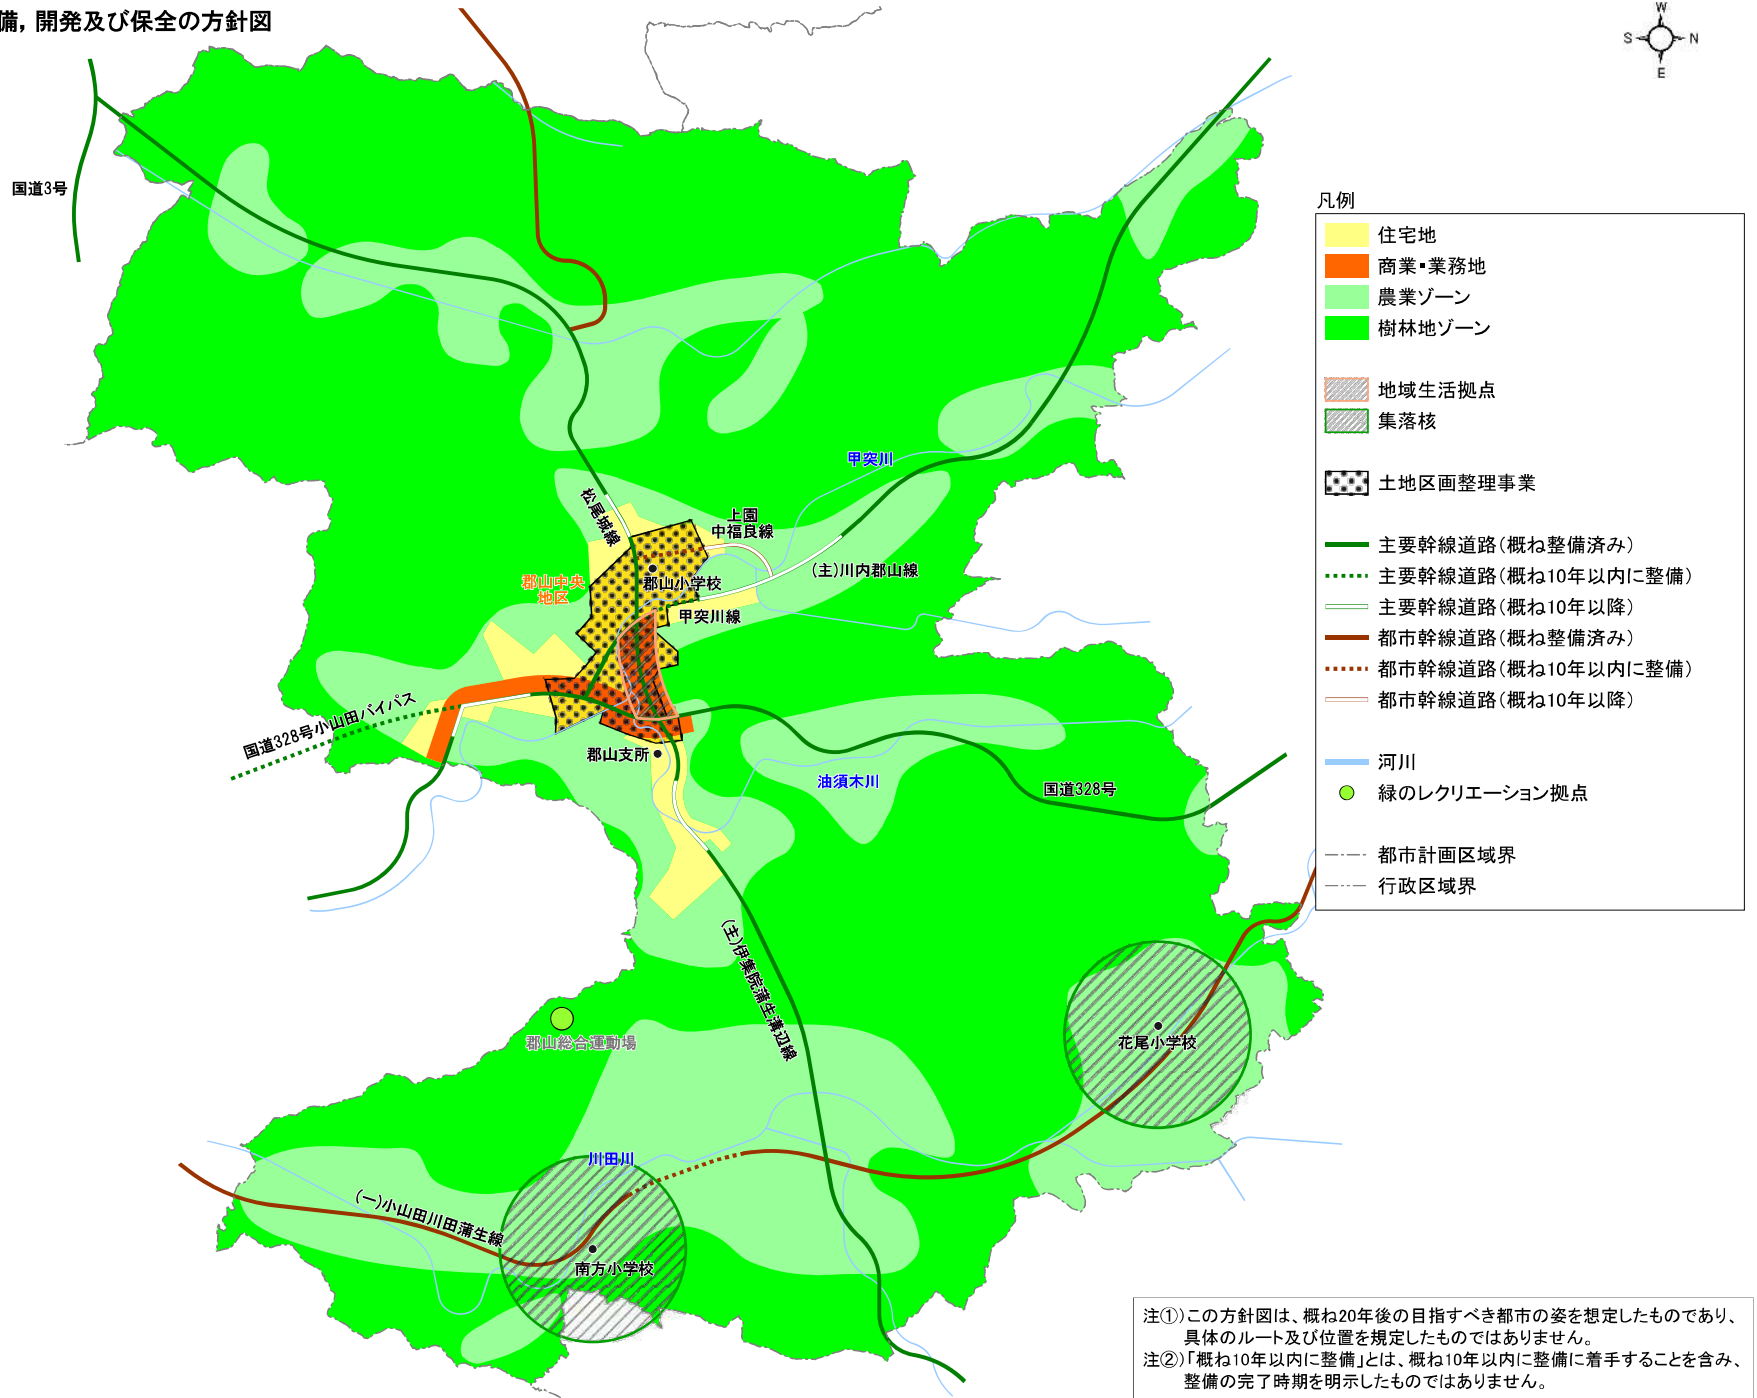 備，開発及び保全の方針図
W
S
N
E
国道3号
凡例
住宅地
商業・業務地
農業ゾーン
樹林地ゾーン
地域生活拠点
集落核
土地区画整理事業
主要幹線道路（概ね整備済み）
主要幹線道路（概ね10年以内に整備）
主要幹線道路（概ね10年以降）
都市幹線道路（概ね整備済み）
都市幹線道路（概ね10年以内に整備）
都市幹線道路（概ね10年以降）
河川
緑のレクリエーション拠点
都市計画区域界
行政区域界
甲突川
松尾城線
上園
中福良線
（主）川内郡山線
郡山中央
地区
郡山小学校
甲突川線
国道328号小山田バイパス
郡山支所
油須木川
国道328号
（主）伊集院蒲生溝辺線
郡山総合運動場
花尾小学校
川田川
（一）小山田川田蒲生線
南方小学校
注①）この方針図は、概ね20年後の目指すべき都市の姿を想定したものであり、
具体のルート及び位置を規定したものではありません。
注②）「概ね10年以内に整備」とは、概ね10年以内に整備に着手することを含み、
整備の完了時期を明示したものではありません。